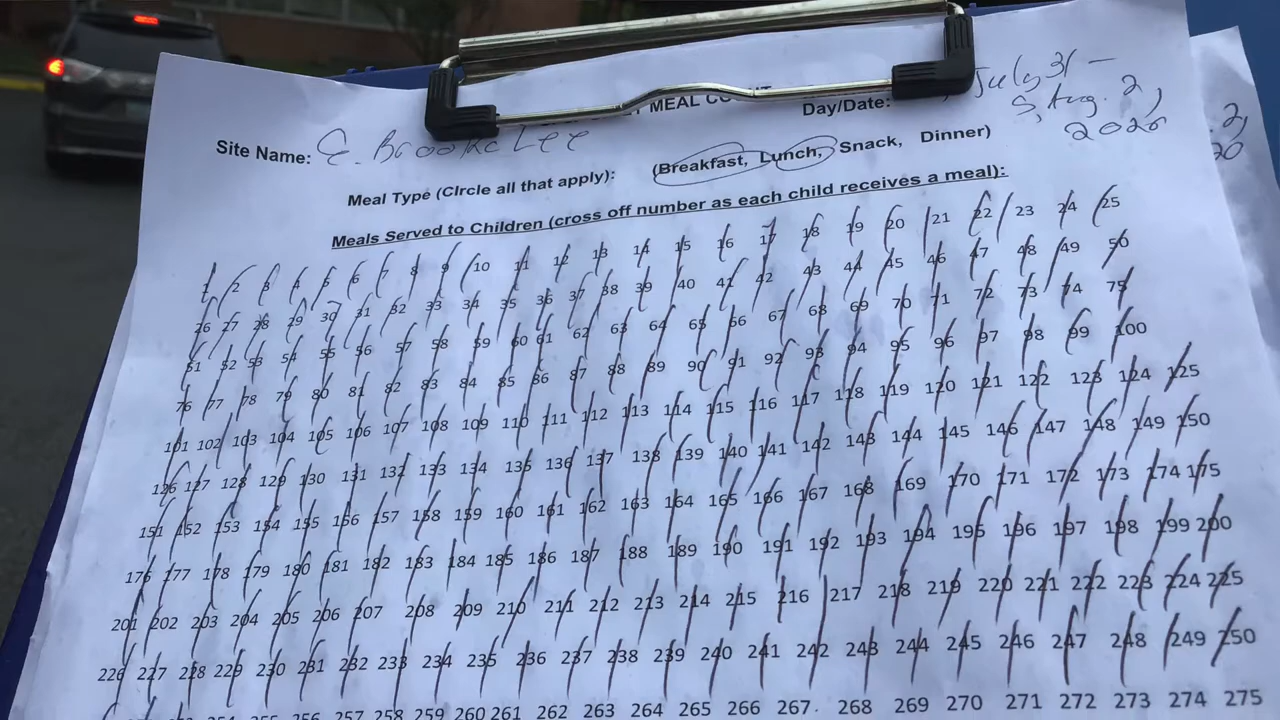 MEAL COUNT
Day/Date: July 31 -
Aug. 2,
2020
Site Name: E. Brooke Lee
Meal Type (CIrcle all that apply): (Breakfast, Lunch, Snack, Dinner)
Meals Served to Children (cross off number as each child receives a meal):
1 2 3 4 5 6 7 8 9 10 11 12 13 14 15 16 17 18 19 20 21 22 23 24 25
26 27 28 29 30 31 32 33 34 35 36 37 38 39 40 41 42 43 44 45 46 47 48 49 50
51 52 53 54 55 56 57 58 59 60 61 62 63 64 65 66 67 68 69 70 71 72 73 74 75
76 77 78 79 80 81 82 83 84 85 86 87 88 89 90 91 92 93 94 95 96 97 98 99 100
101 102 103 104 105 106 107 108 109 110 111 112 113 114 115 116 117 118 119 120 121 122 123 124 125
126 127 128 129 130 131 132 133 134 135 136 137 138 139 140 141 142 143 144 145 146 147 148 149 150
151 152 153 154 155 156 157 158 159 160 161 162 163 164 165 166 167 168 169 170 171 172 173 174 175
176 177 178 179 180 181 182 183 184 185 186 187 188 189 190 191 192 193 194 195 196 197 198 199 200
201 202 203 204 205 206 207 208 209 210 211 212 213 214 215 216 217 218 219 220 221 222 223 224 225
226 227 228 229 230 231 232 233 234 235 236 237 238 239 240 241 242 243 244 245 246 247 248 249 250
254 255 256 257 258 259 260 261 262 263 264 265 266 267 268 269 270 271 272 273 274 275
2,
20